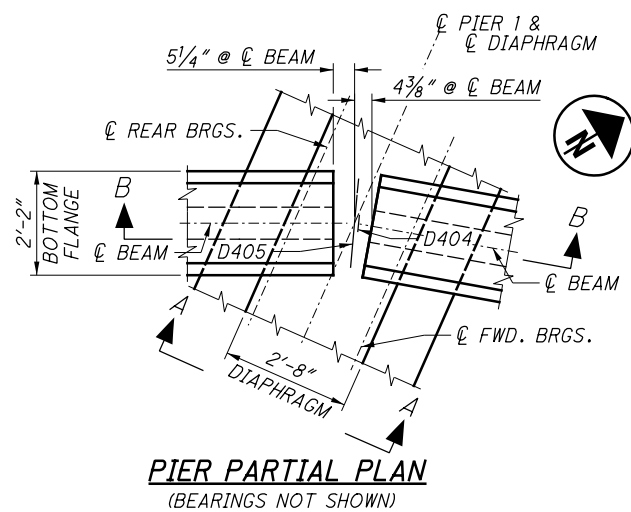 ℄ PIER 1 &
℄ DIAPHRAGM
5¼" @ ℄ BEAM
4⅜" @ ℄ BEAM
℄ REAR BRGS.
N
B
B
2'-2"
BOTTOM
FLANGE
℄ BEAM
D405
D404
℄ BEAM
A
℄ FWD. BRGS.
2'-8"
DIAPHRAGM
A
PIER PARTIAL PLAN
(BEARINGS NOT SHOWN)